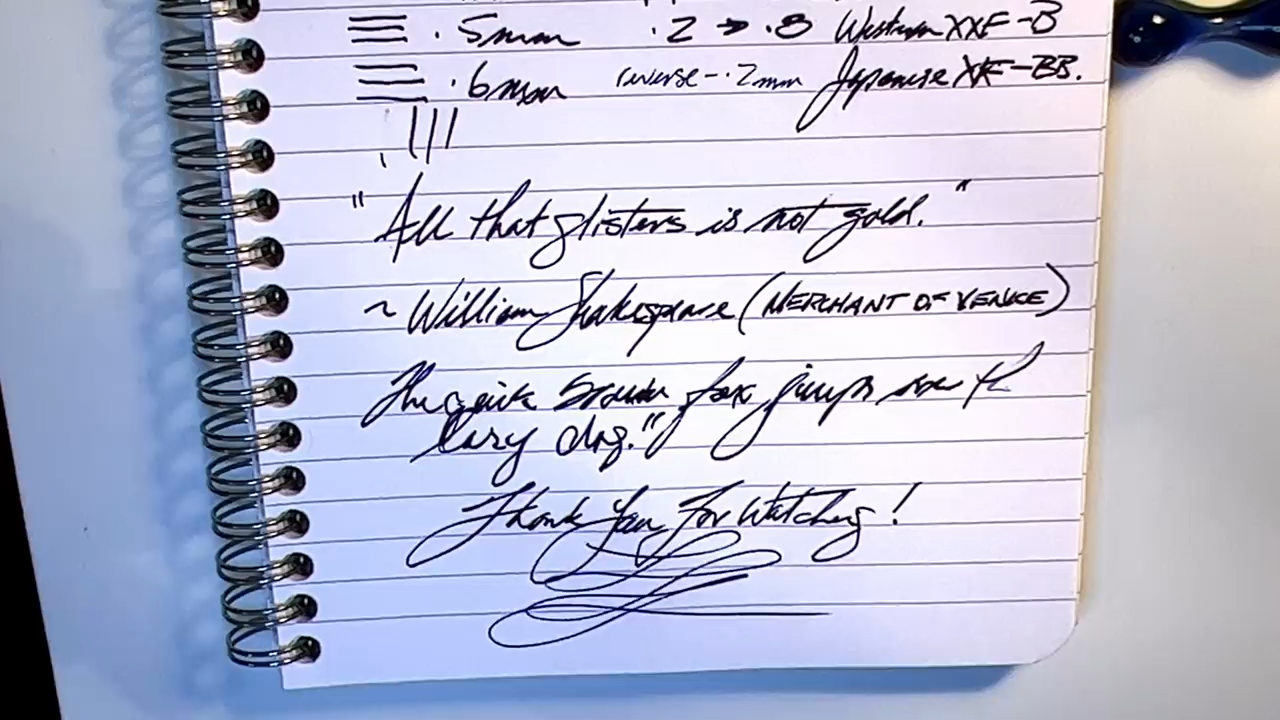 .5mm .2 → .8 Western XXF-B
.6mm reverse - .2mm Japanese XF-BB.
"All that glisters is not gold."
~ William Shakespeare (MERCHANT OF VENICE)
The quick brown fox jumps over the
lazy dog."
Thank You For Watching!